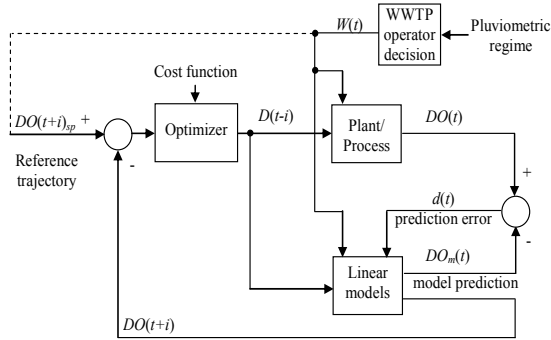 W(t)
WWTP
operator
decision
Pluviometric
regime
Cost function
DO(t+i)sp +
Optimizer
D(t-i)
Plant/
Process
DO(t)
Reference
trajectory
-
+
d(t)
prediction error
-
Linear
models
DOm(t)
model prediction
DO(t+i)